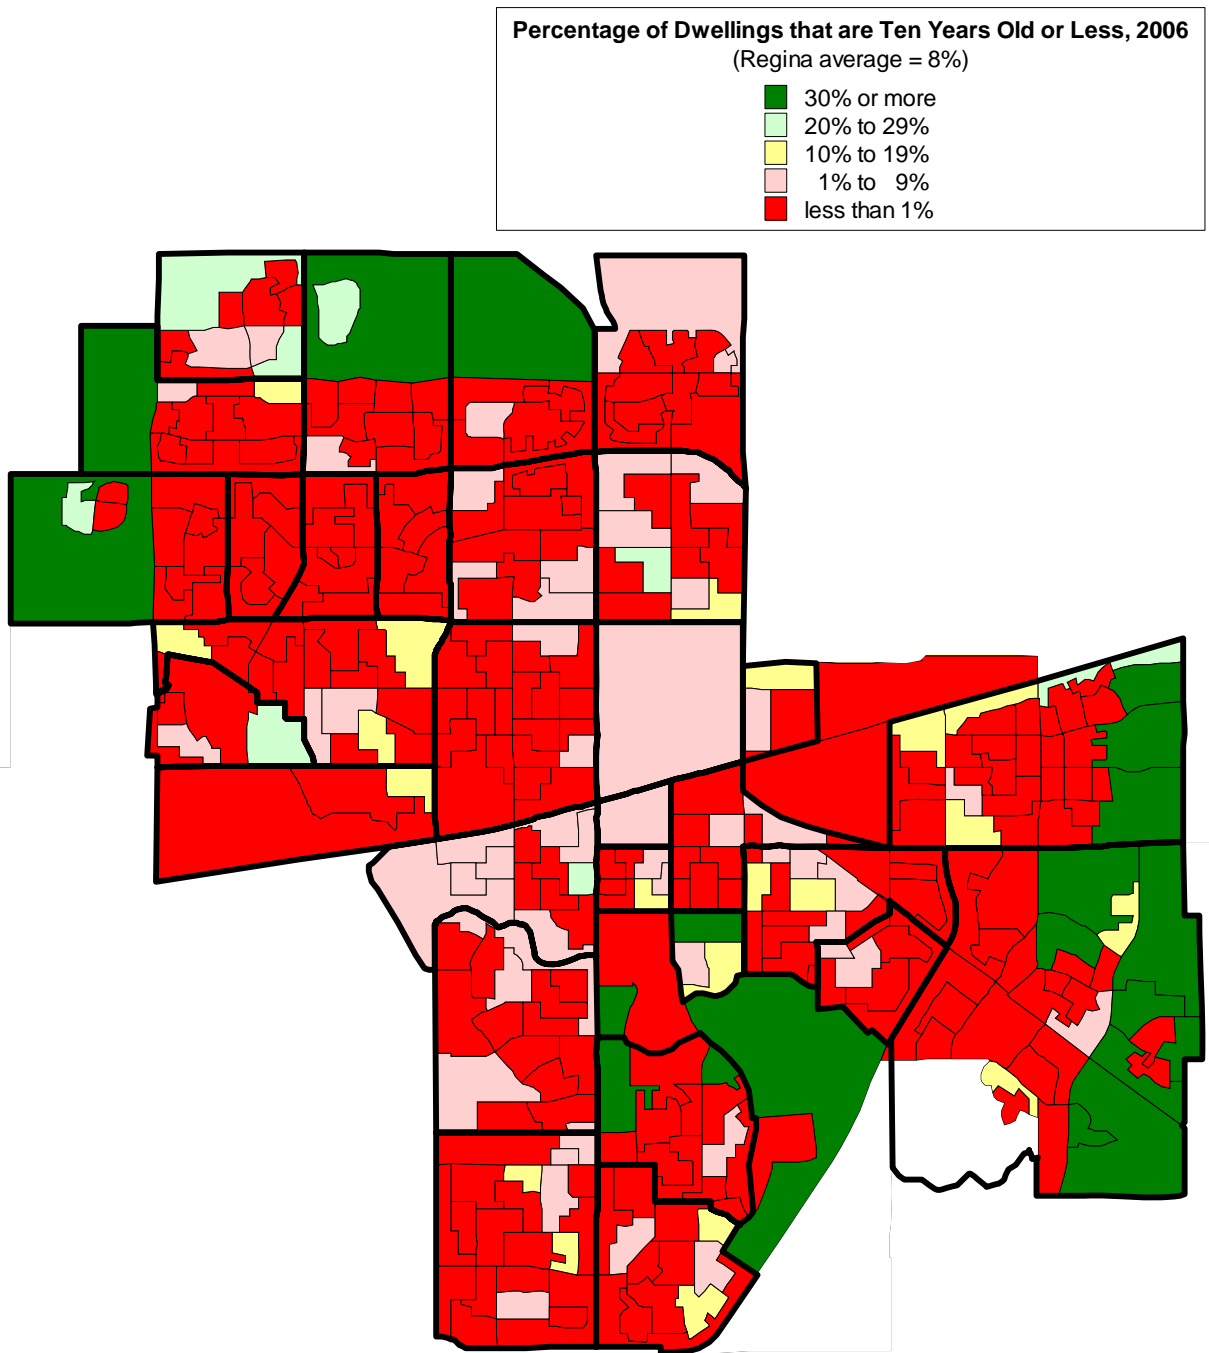 Percentage of Dwellings that are Ten Years Old or Less, 2006
(Regina average = 8%)
30% or more
20% to 29%
10% to 19%
1% to 9%
less than 1%